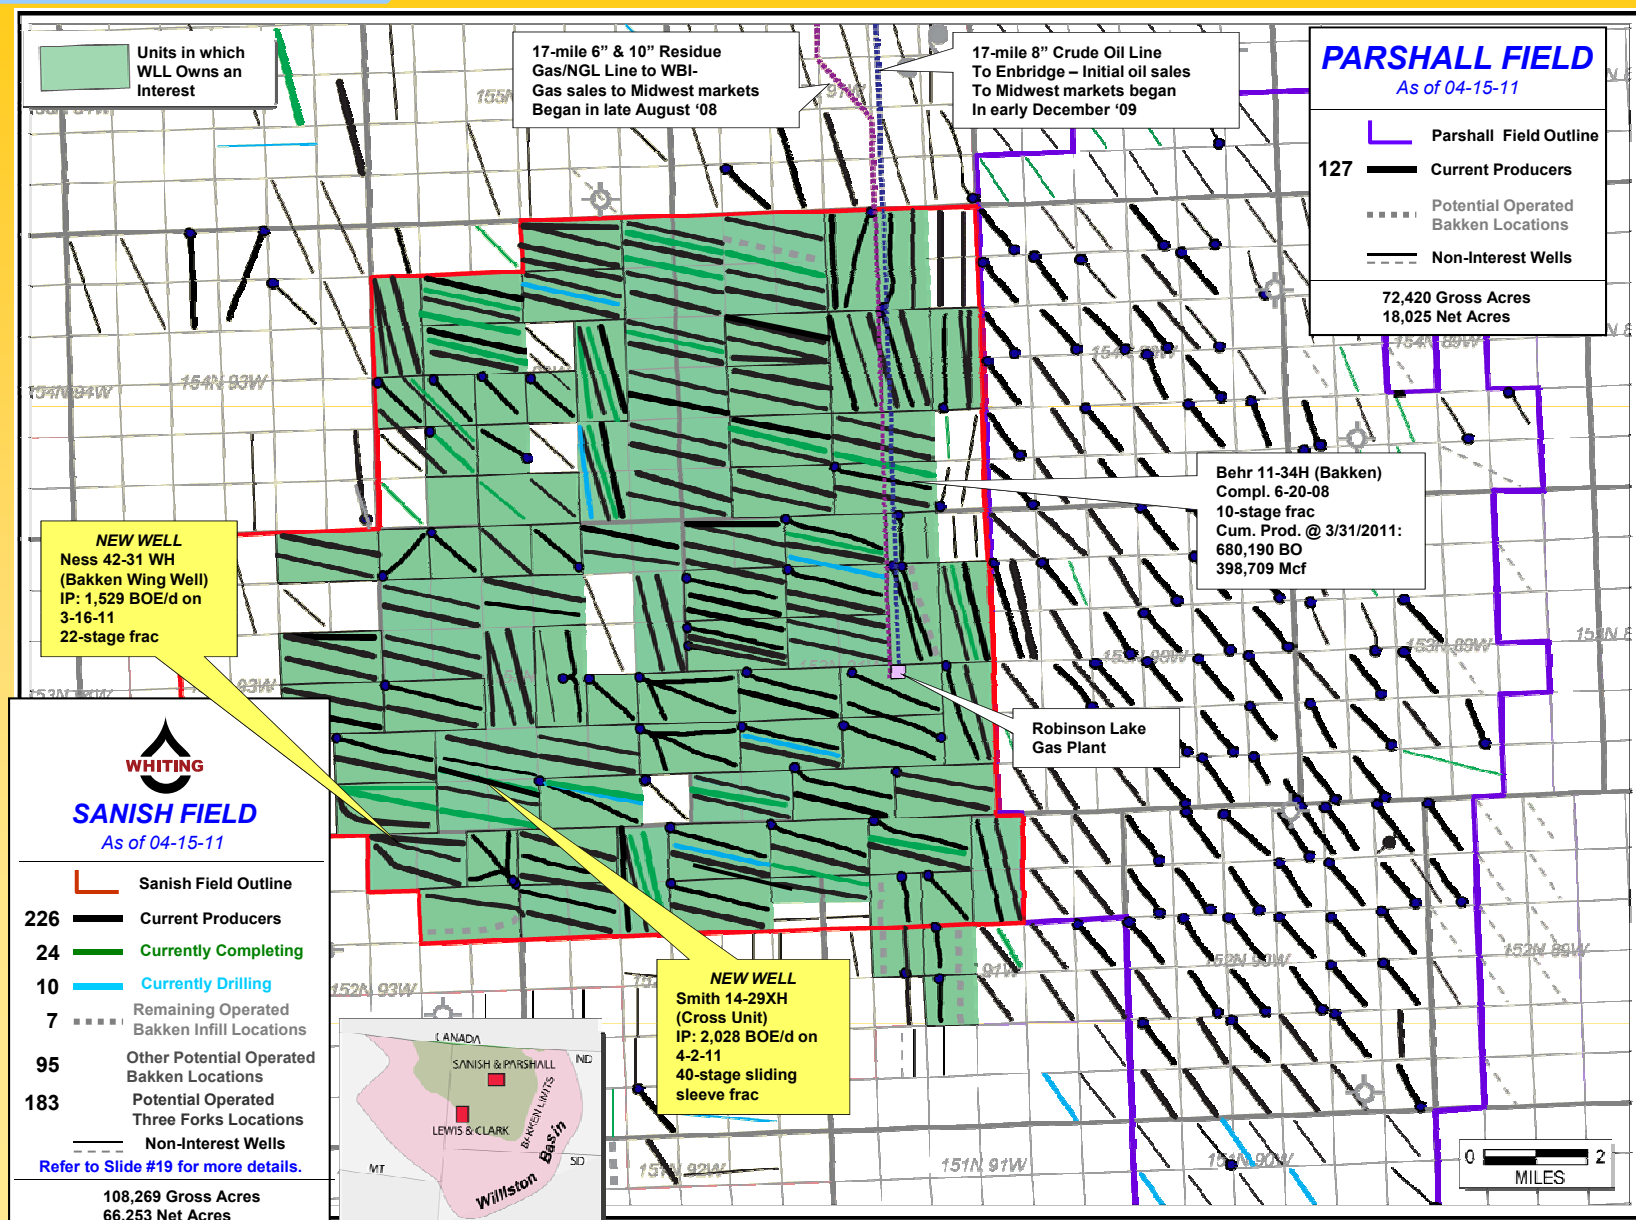 Units in which
WLL Owns an
Interest
17-mile 6” & 10” Residue
Gas/NGL Line to WBI-
Gas sales to Midwest markets
Began in late August ‘08
17-mile 8” Crude Oil Line
To Enbridge – Initial oil sales
To Midwest markets began
In early December ‘09
PARSHALL FIELD
As of 04-15-11
Parshall Field Outline
127 Current Producers
Potential Operated
Bakken Locations
Non-Interest Wells
72,420 Gross Acres
18,025 Net Acres
154N 93W
154N 94W
154N 89W
Behr 11-34H (Bakken)
Compl. 6-20-08
10-stage frac
Cum. Prod. @ 3/31/2011:
680,190 BO
398,709 Mcf
NEW WELL
Ness 42-31 WH
(Bakken Wing Well)
IP: 1,529 BOE/d on
3-16-11
22-stage frac
153N 90W
153N 89W
Robinson Lake
Gas Plant
WHITING
SANISH FIELD
As of 04-15-11
Sanish Field Outline
226 Current Producers
24 Currently Completing
10 Currently Drilling
7 Remaining Operated
Bakken Infill Locations
95 Other Potential Operated
Bakken Locations
183 Potential Operated
Three Forks Locations
Non-Interest Wells
Refer to Slide #19 for more details.
108,269 Gross Acres
66,253 Net Acres
NEW WELL
Smith 14-29XH
(Cross Unit)
IP: 2,028 BOE/d on
4-2-11
40-stage sliding
sleeve frac
152N 93W
91W
152N 90W
152N 89W
151N 92W
151N 91W
151N 90W
CANADA
ND
SANISH & PARSHALL
LEWIS & CLARK
BAKKEN LIMITS
MT
SD
Williston Basin
0 2
MILES